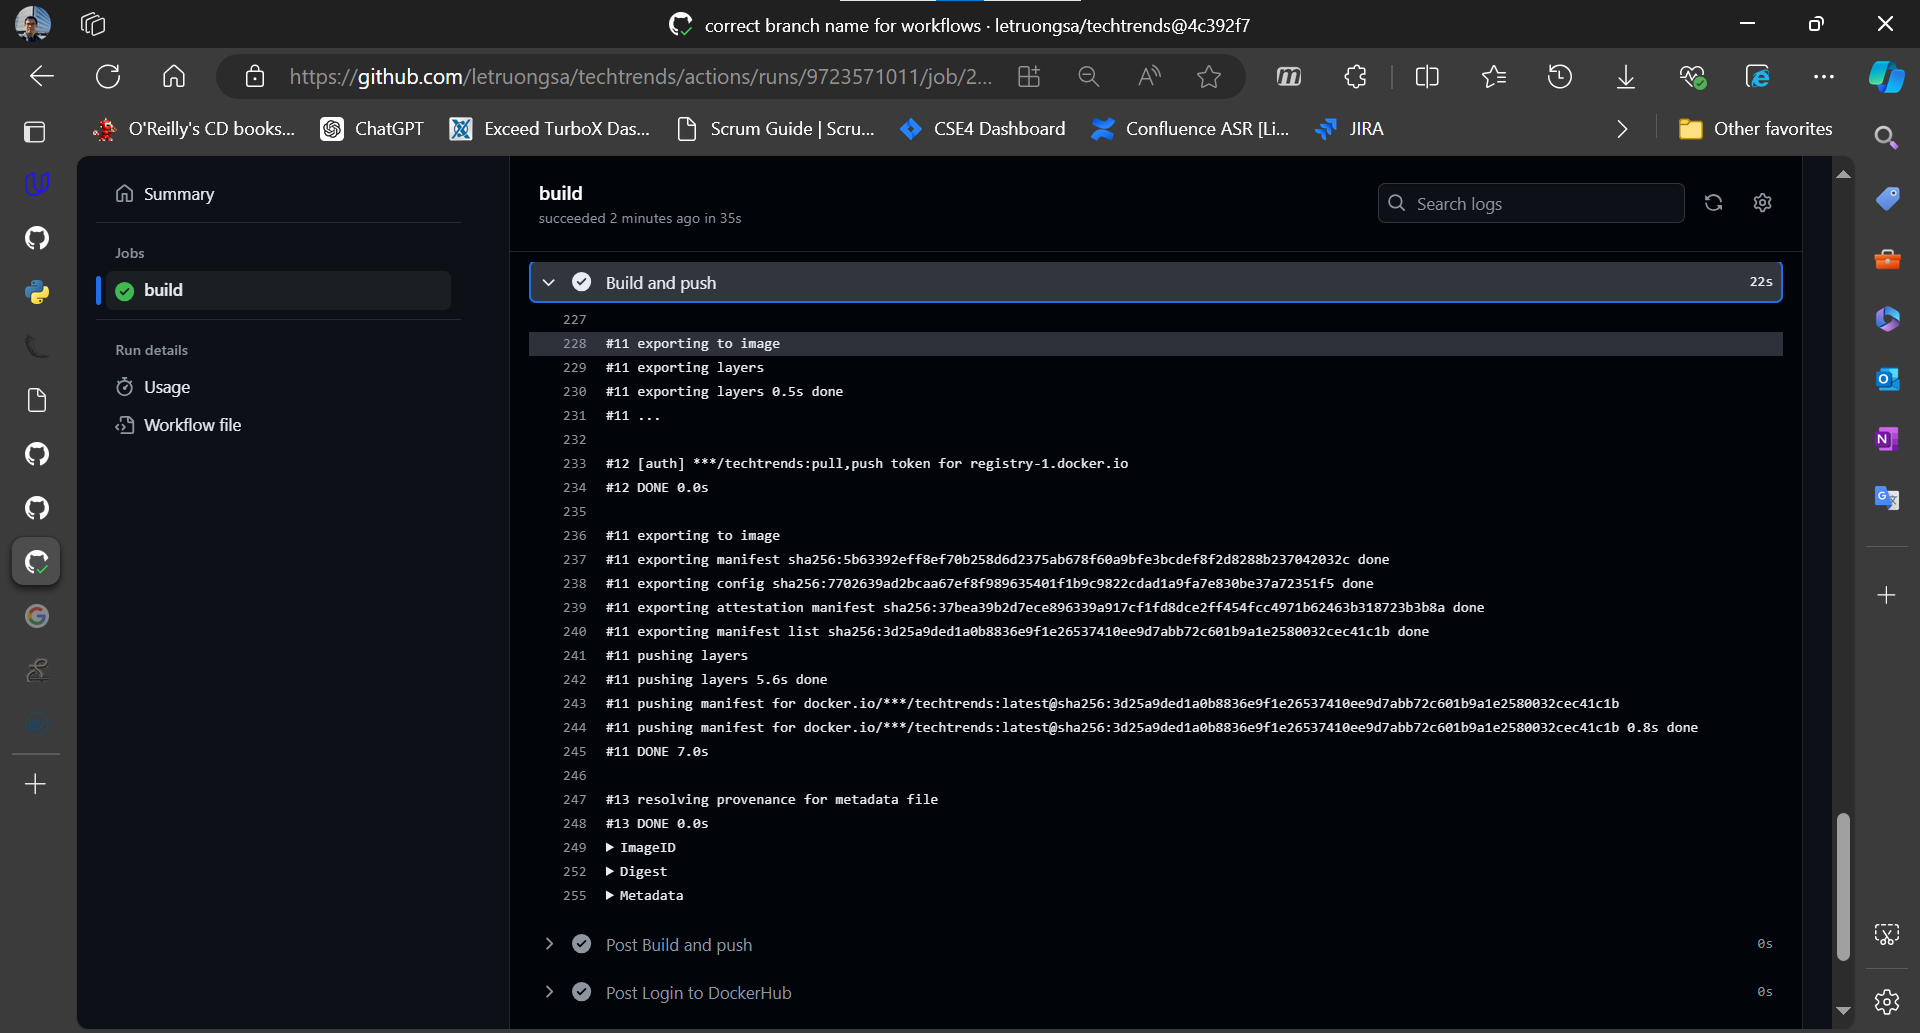 correct branch name for workflows · letruongsa/techtrends@4c392f7
https://github.com/letruongsa/techtrends/actions/runs/9723571011/job/2...
O'Reilly's CD books...
ChatGPT
Exceed TurboX Das...
Scrum Guide | Scru...
CSE4 Dashboard
Confluence ASR [Li...
JIRA
Other favorites
Summary
Jobs
build
Run details
Usage
Workflow file
build
succeeded 2 minutes ago in 35s
Search logs
Build and push
22s
227
228 #11 exporting to image
229 #11 exporting layers
230 #11 exporting layers 0.5s done
231 #11 ...
232
233 #12 [auth] ***/techtrends:pull,push token for registry-1.docker.io
234 #12 DONE 0.0s
235
236 #11 exporting to image
237 #11 exporting manifest sha256:5b63392eff8ef70b258d6d2375ab678f60a9bfe3bcdef8f2d8288b237042032c done
238 #11 exporting config sha256:7702639ad2bcaa67ef8f989635401f1b9c9822cdad1a9fa7e830be37a72351f5 done
239 #11 exporting attestation manifest sha256:37bea39b2d7ece896339a917cf1fd8dce2ff454fcc4971b62463b318723b3b8a done
240 #11 exporting manifest list sha256:3d25a9ded1a0b8836e9f1e26537410ee9d7abb72c601b9a1e2580032cec41c1b done
241 #11 pushing layers
242 #11 pushing layers 5.6s done
243 #11 pushing manifest for docker.io/***/techtrends:latest@sha256:3d25a9ded1a0b8836e9f1e26537410ee9d7abb72c601b9a1e2580032cec41c1b
244 #11 pushing manifest for docker.io/***/techtrends:latest@sha256:3d25a9ded1a0b8836e9f1e26537410ee9d7abb72c601b9a1e2580032cec41c1b 0.8s done
245 #11 DONE 7.0s
246
247 #13 resolving provenance for metadata file
248 #13 DONE 0.0s
249 ▶ ImageID
252 ▶ Digest
255 ▶ Metadata
Post Build and push
0s
Post Login to DockerHub
0s